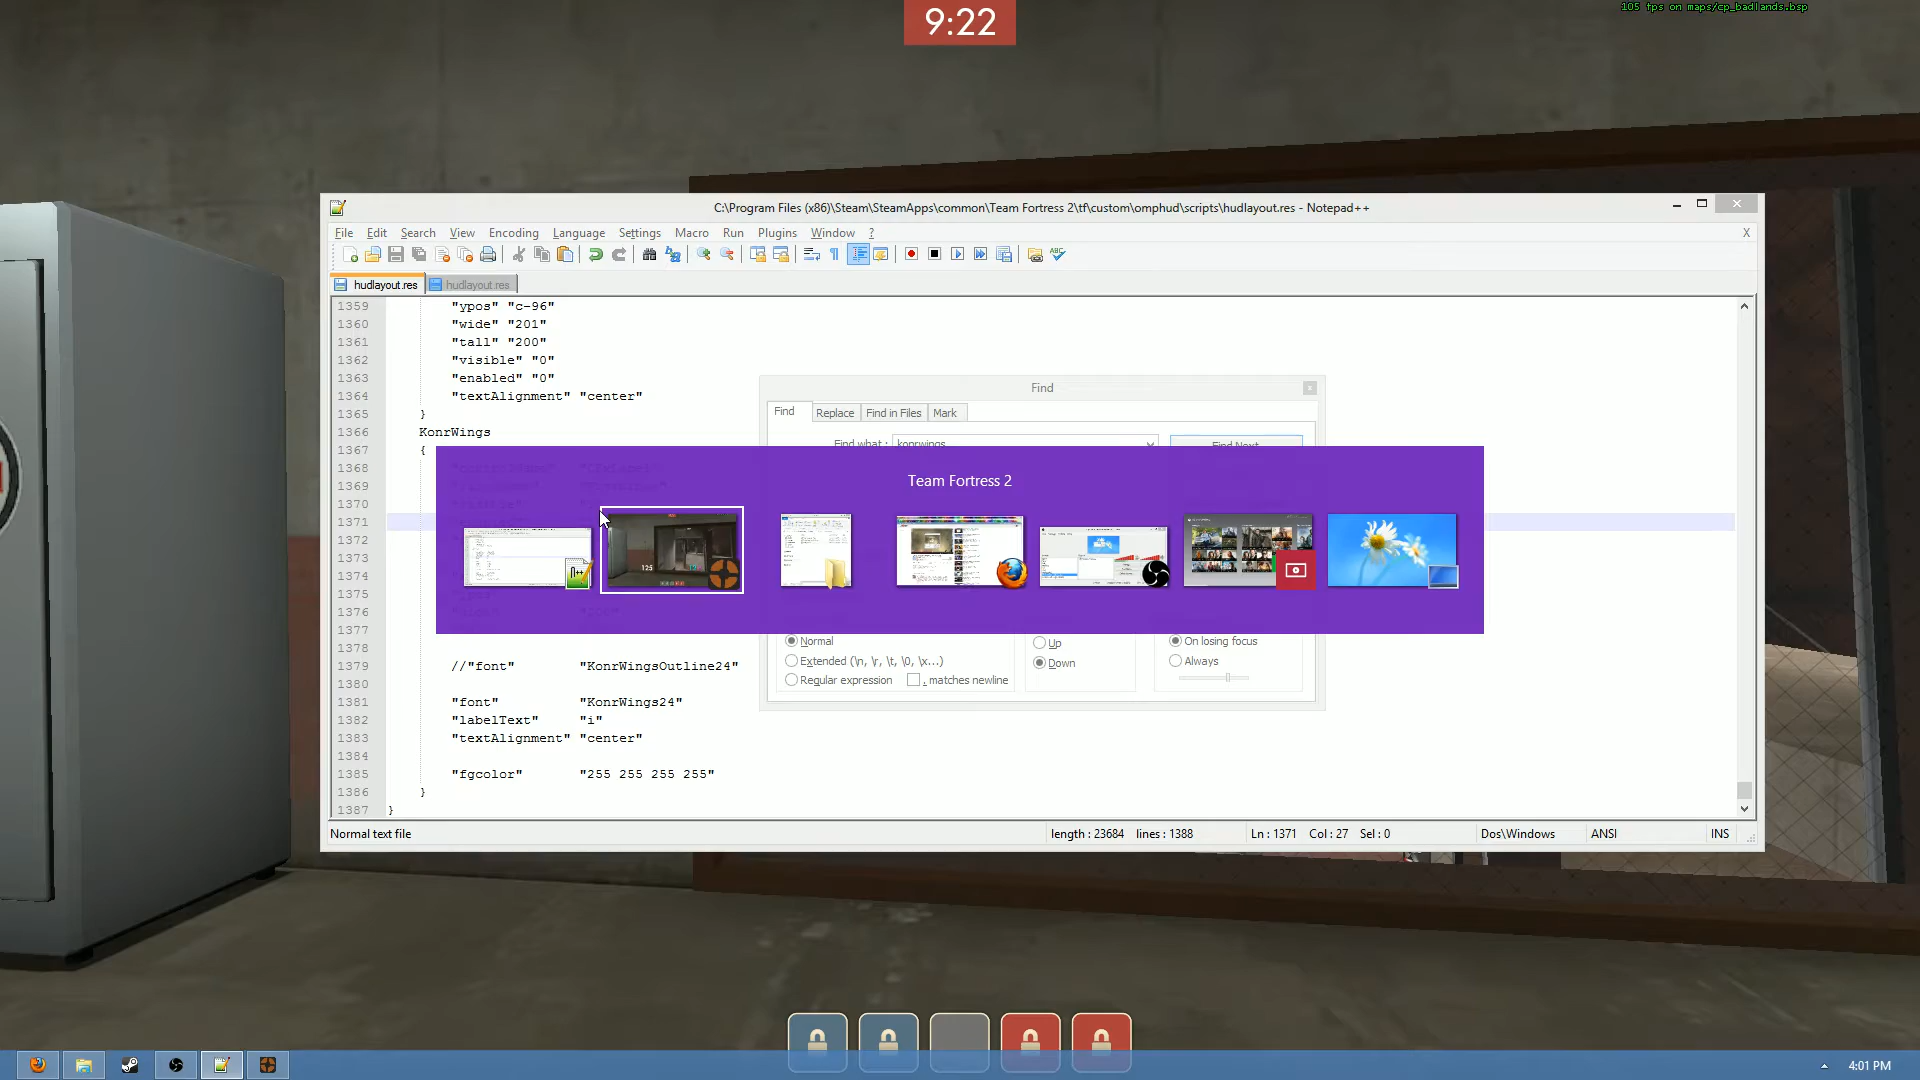 9:22
105 fps on maps/cp_badlands.bsp
C:\Program Files (x86)\Steam\SteamApps\common\Team Fortress 2\tf\custom\omphud\scripts\hudlayout.res - Notepad++
File Edit Search View Encoding Language Settings Macro Run Plugins Window ? X
hudlayout.res hudlayout.res
1359 "ypos" "c-96"
1360 "wide" "201"
1361 "tall" "200"
1362 "visible" "0"
1363 "enabled" "0"
1364 "textAlignment" "center"
1365 }
1366 KonrWings
1367 {
1368
1369
1370
1371
1372
1373
1374
1375
1376
1377
1378
1379 //"font" "KonrWingsOutline24"
1380
1381 "font" "KonrWings24"
1382 "labelText" "i"
1383 "textAlignment" "center"
1384
1385 "fgcolor" "255 255 255 255"
1386 }
1387 }
Find
Find Replace Find in Files Mark
Find what : konrwings
Find Next
Team Fortress 2
125
Normal
Extended (\n, \r, \t, \0, \x...)
Regular expression . matches newline
Up
Down
On losing focus
Always
Normal text file length : 23684 lines : 1388 Ln : 1371 Col : 27 Sel : 0 Dos\Windows ANSI INS
4:01 PM